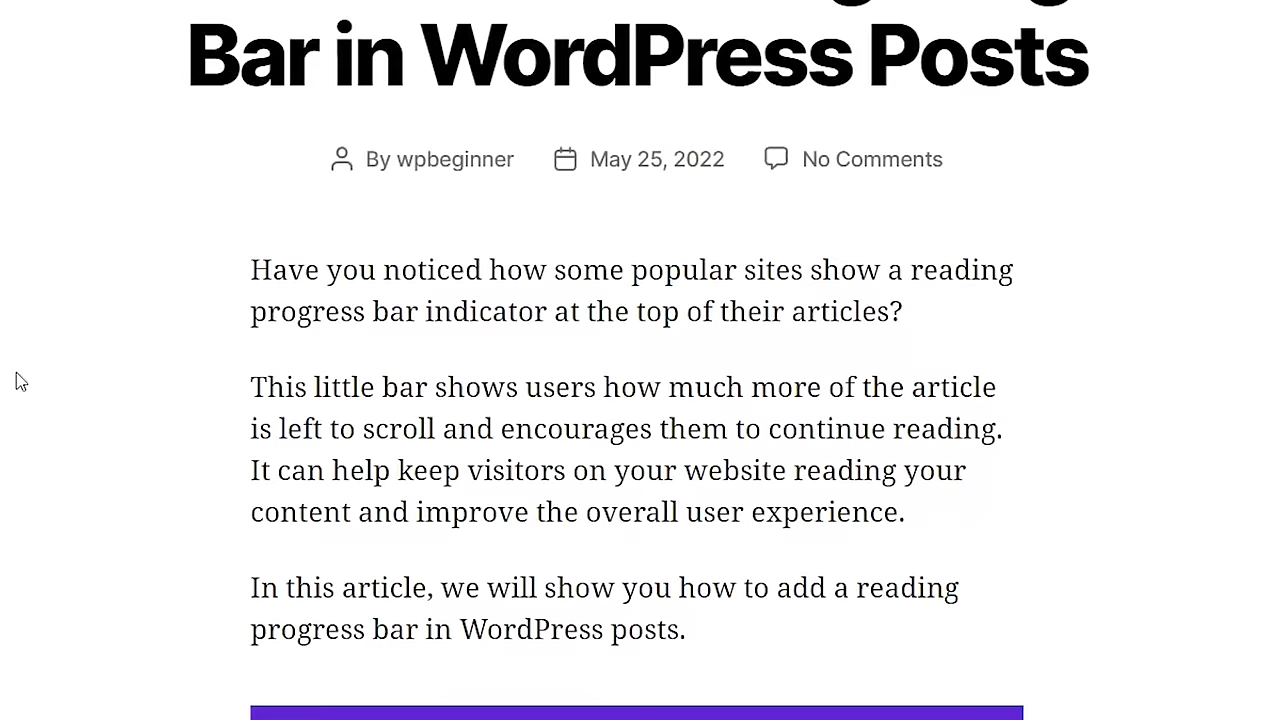 Bar in WordPress Posts
By wpbeginner May 25, 2022 No Comments
Have you noticed how some popular sites show a reading
progress bar indicator at the top of their articles?
This little bar shows users how much more of the article
is left to scroll and encourages them to continue reading.
It can help keep visitors on your website reading your
content and improve the overall user experience.
In this article, we will show you how to add a reading
progress bar in WordPress posts.